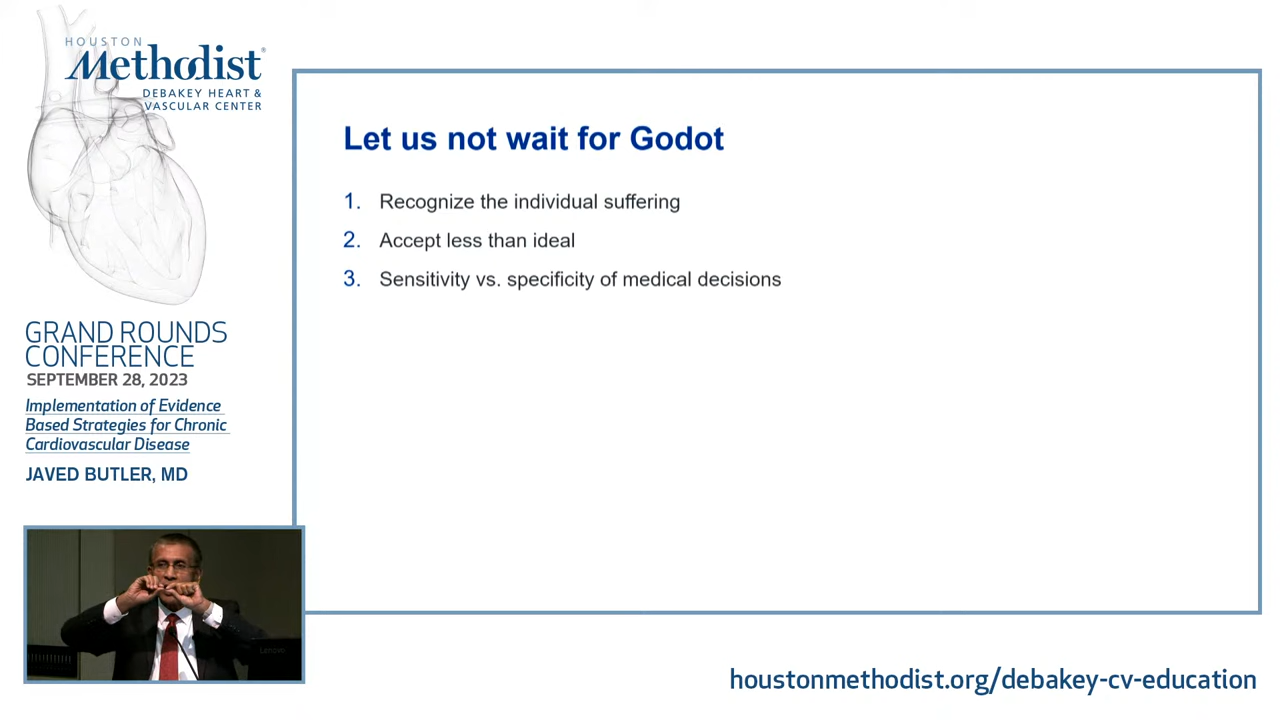 HOUSTON
Methodist®
DEBAKEY HEART &
VASCULAR CENTER
GRAND ROUNDS
CONFERENCE
SEPTEMBER 28, 2023
Implementation of Evidence
Based Strategies for Chronic
Cardiovascular Disease
JAVED BUTLER, MD
Let us not wait for Godot
1. Recognize the individual suffering
2. Accept less than ideal
3. Sensitivity vs. specificity of medical decisions
Lenovo
houstonmethodist.org/debakey-cv-education